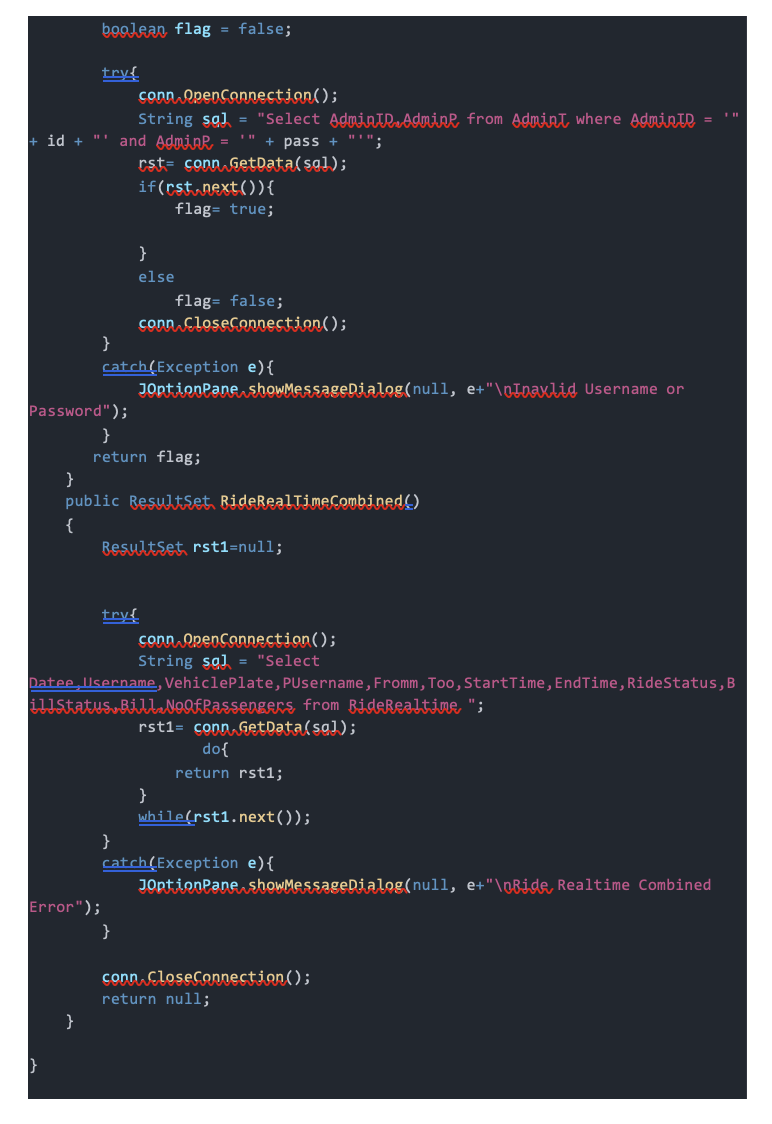 boolean flag = false;
try{
conn.OpenConnection();
String sql = "Select AdminID,AdminP from AdminT where AdminID = '"
+ id + "' and AdminP = '" + pass + "'";
rst= conn.GetData(sql);
if(rst.next()){
flag= true;
}
else
flag= false;
conn.CloseConnection();
}
catch(Exception e){
JOptionPane.showMessageDialog(null, e+"\nInavlid Username or
Password");
}
return flag;
}
public ResultSet RideRealTimeCombined()
{
ResultSet rst1=null;
try{
conn.OpenConnection();
String sql = "Select
Datee,Username,VehiclePlate,PUsername,Fromm,Too,StartTime,EndTime,RideStatus,B
illStatus,Bill,NoOfPassengers from RideRealtime ";
rst1= conn.GetData(sql);
do{
return rst1;
}
while(rst1.next());
}
catch(Exception e){
JOptionPane.showMessageDialog(null, e+"\nRide Realtime Combined
Error");
}
conn.CloseConnection();
return null;
}
}